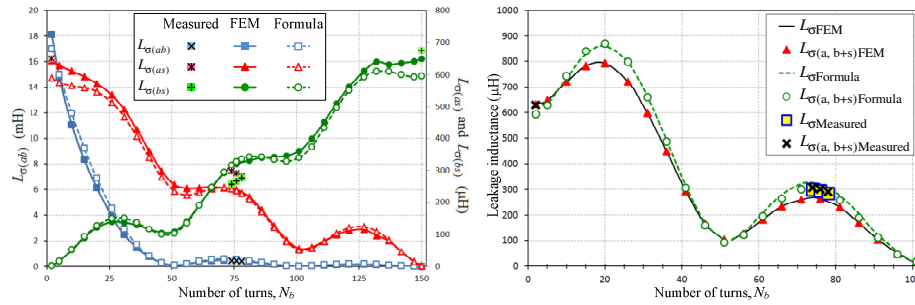 Measured FEM Formula
Lσ(ab)
Lσ(as)
Lσ(bs)
20
18
16
14
12
10
8
6
4
2
0
Lσ(ab) (mH)
800
700
600
500
400
300
200
100
0
Lσ(as) and Lσ(bs) (μH)
0 25 50 75 100 125 150
Number of turns, Nb
1000
900
800
700
600
500
400
300
200
100
0
Leakage inductance (μH)
LσFEM
Lσ(a, b+s)FEM
LσFormula
Lσ(a, b+s)Formula
LσMeasured
Lσ(a, b+s)Measured
0 20 40 60 80 100
Number of turns, Nb